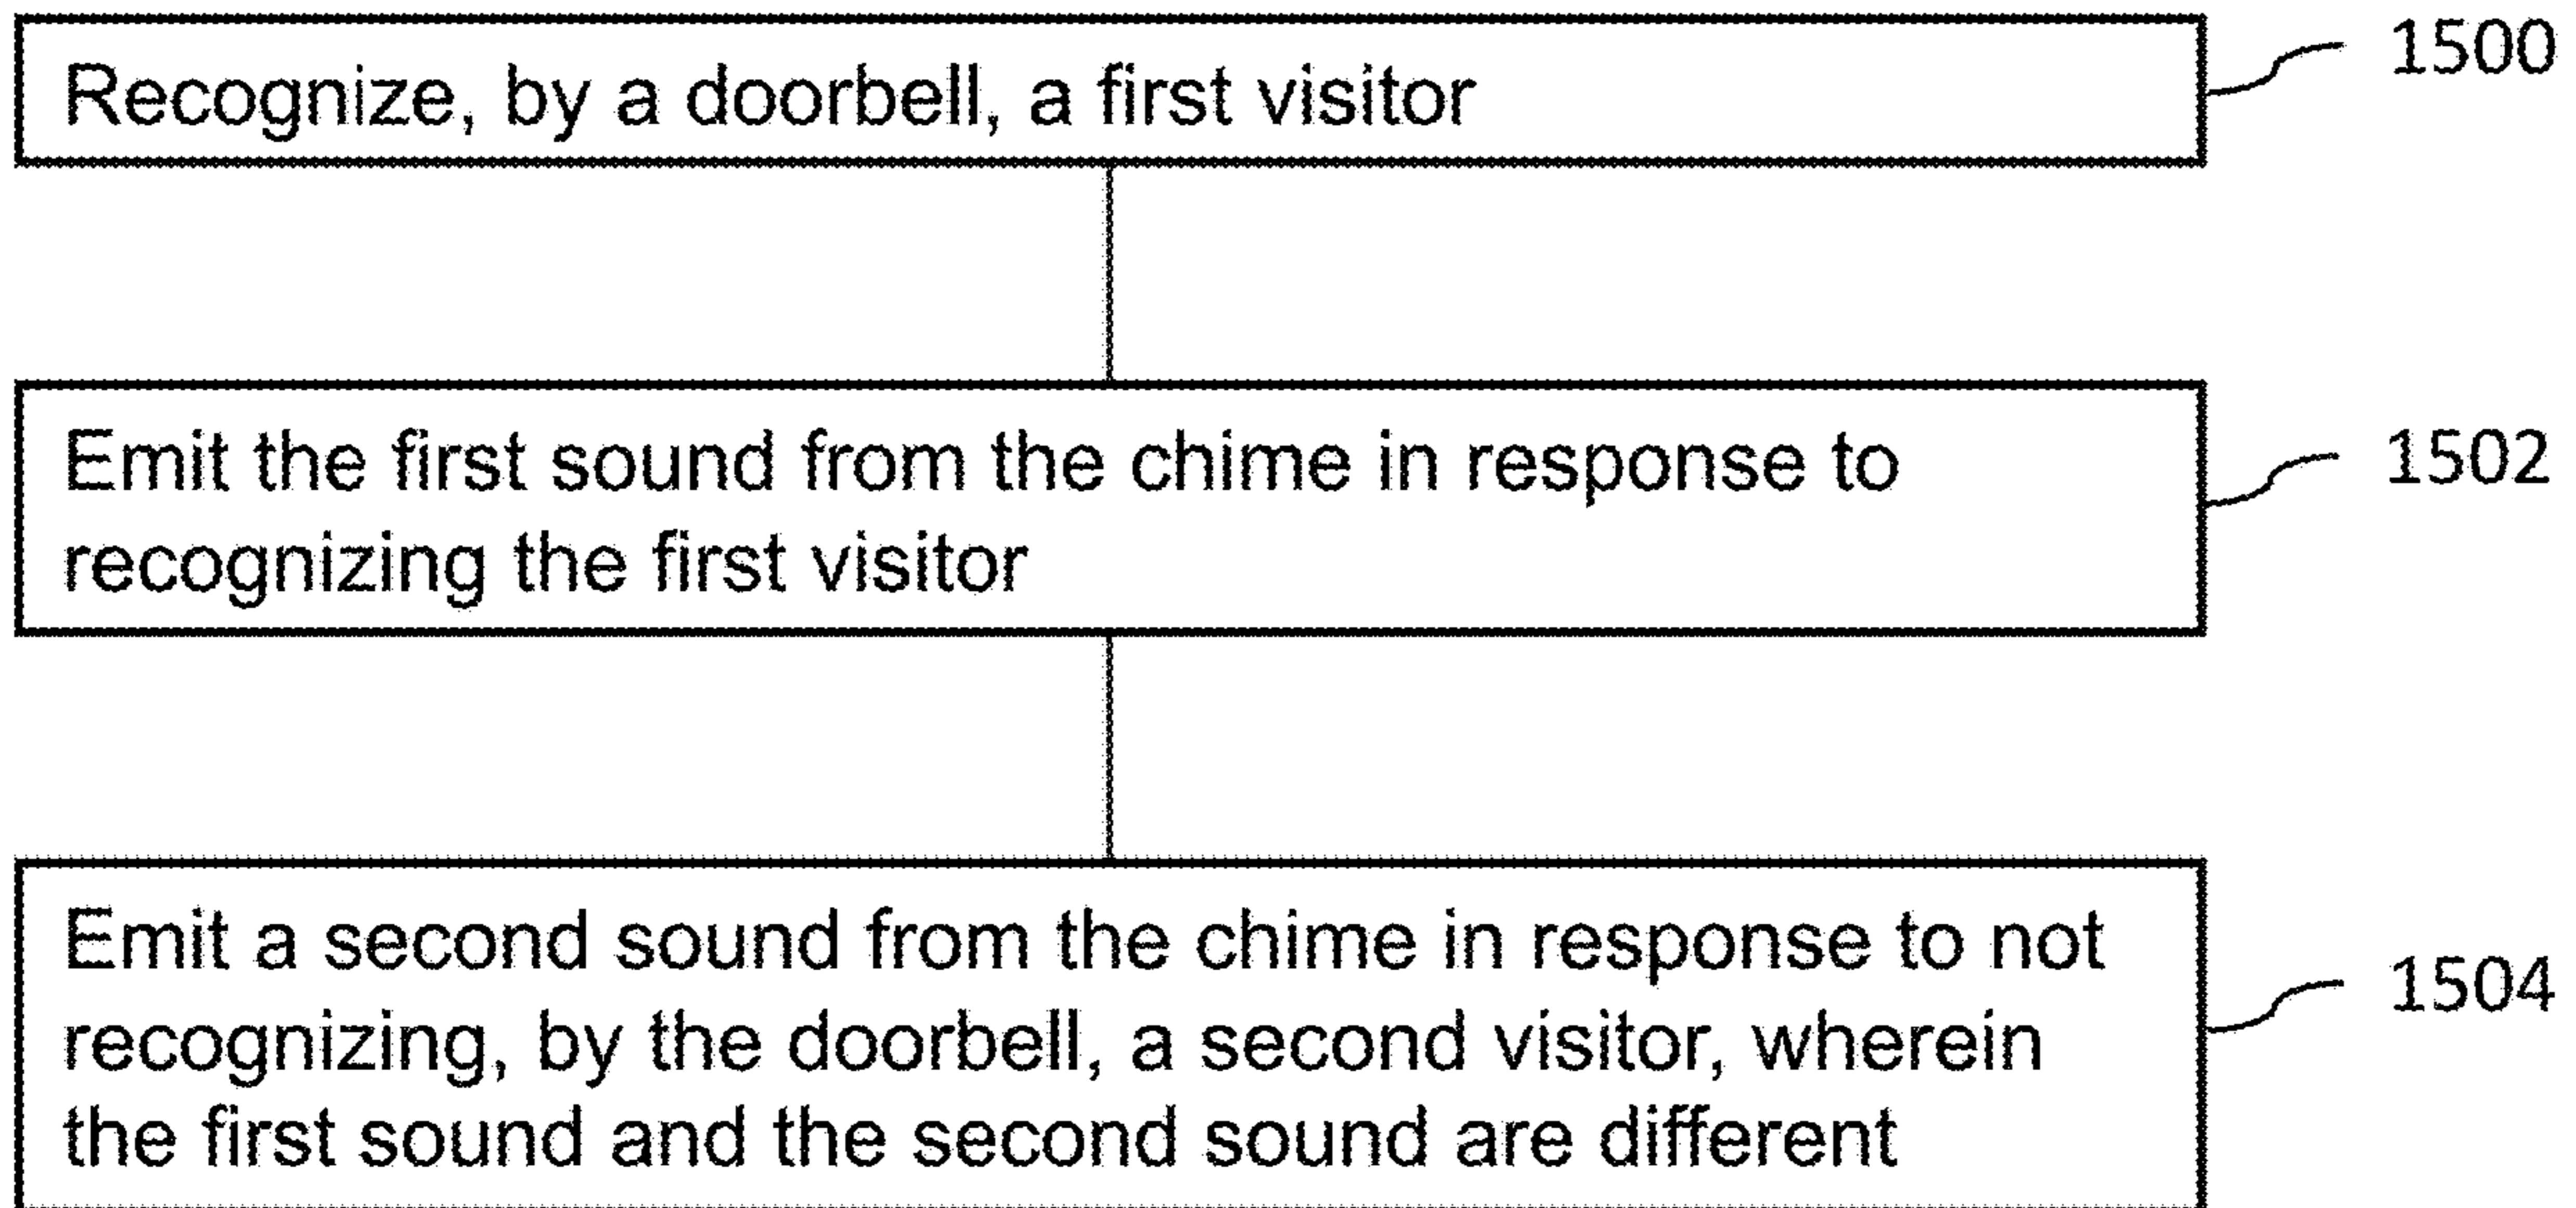 Recognize, by a doorbell, a first visitor
1500
Emit the first sound from the chime in response to
recognizing the first visitor
1502
Emit a second sound from the chime in response to not
recognizing, by the doorbell, a second visitor, wherein
the first sound and the second sound are different
1504